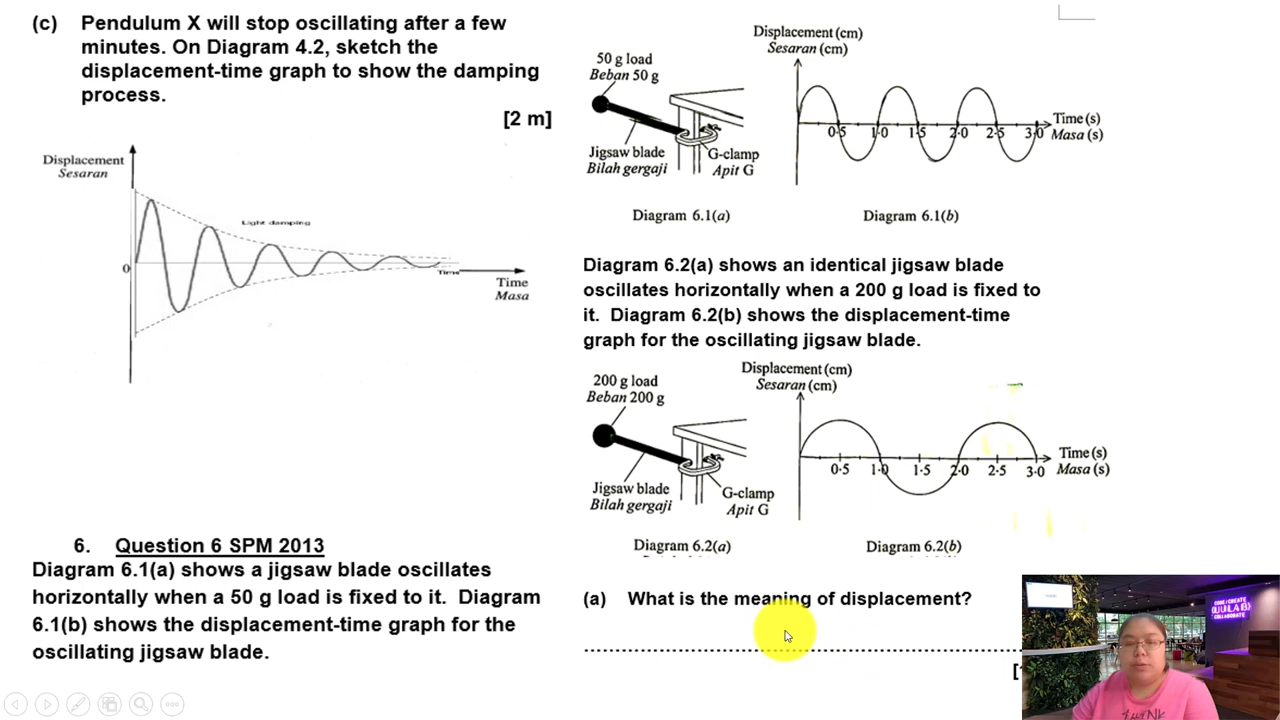 (c) Pendulum X will stop oscillating after a few
minutes. On Diagram 4.2, sketch the
displacement-time graph to show the damping
process.
[2 m]
Displacement
Sesaran
Light damping
0
Time
Time
Masa
6. Question 6 SPM 2013
Diagram 6.1(a) shows a jigsaw blade oscillates
horizontally when a 50 g load is fixed to it. Diagram
6.1(b) shows the displacement-time graph for the
oscillating jigsaw blade.
50 g load
Beban 50 g
Jigsaw blade
Bilah gergaji
G-clamp
Apit G
Diagram 6.1(a)
Displacement (cm)
Sesaran (cm)
0·5 1·0 1·5 2·0 2·5 3·0
Time (s)
Masa (s)
Diagram 6.1(b)
Diagram 6.2(a) shows an identical jigsaw blade
oscillates horizontally when a 200 g load is fixed to
it. Diagram 6.2(b) shows the displacement-time
graph for the oscillating jigsaw blade.
200 g load
Beban 200 g
Jigsaw blade
Bilah gergaji
G-clamp
Apit G
Diagram 6.2(a)
Displacement (cm)
Sesaran (cm)
0·5 1·0 1·5 2·0 2·5 3·0
Time (s)
Masa (s)
Diagram 6.2(b)
(a) What is the meaning of displacement?
[
COLLABORATE